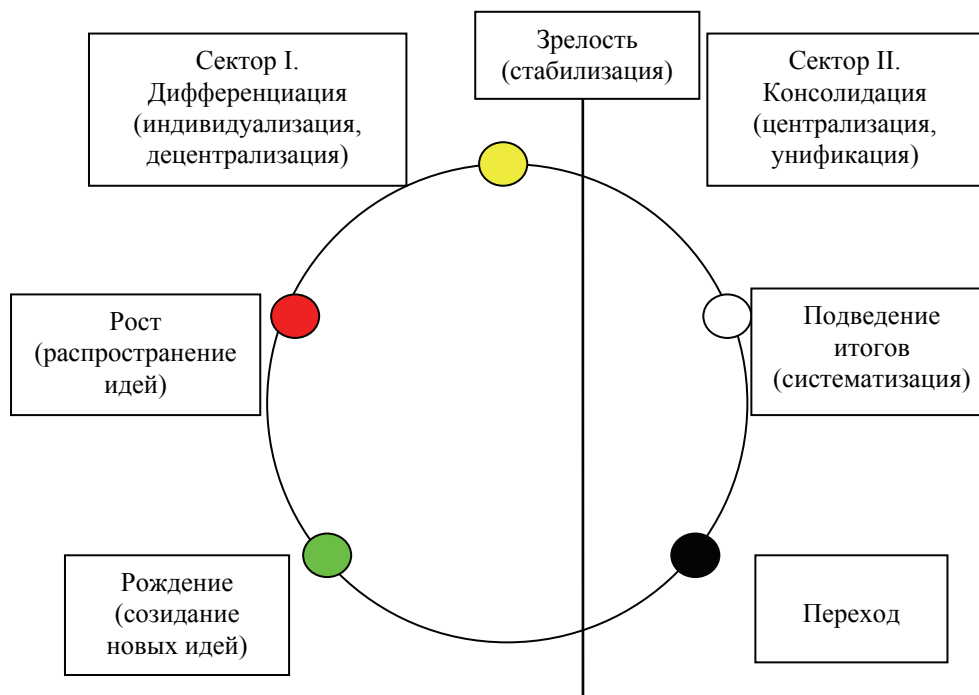 Сектор I.
Дифференциация
(индивидуализация,
децентрализация)
Зрелость
(стабилизация)
Сектор II.
Консолидация
(централизация,
унификация)
Рост
(распространение
идей)
Подведение
итогов
(систематизация)
Рождение
(созидание
новых идей)
Переход